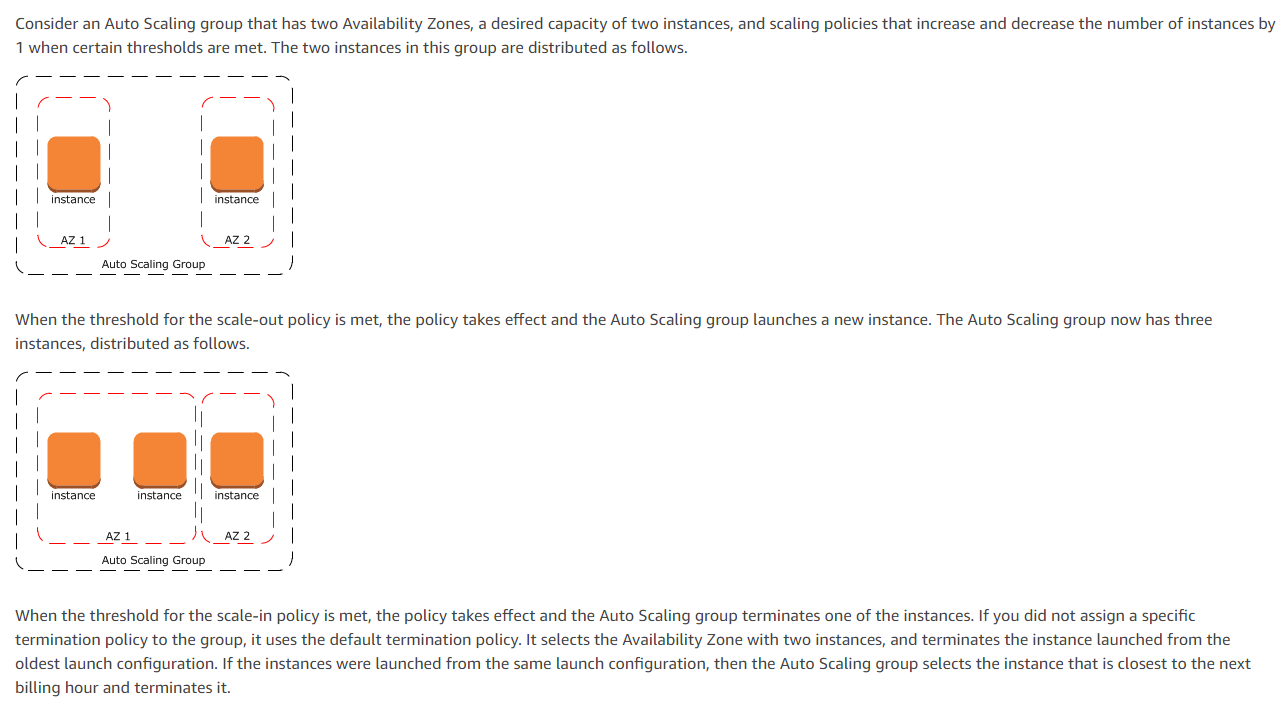 Consider an Auto Scaling group that has two Availability Zones, a desired capacity of two instances, and scaling policies that increase and decrease the number of instances by
1 when certain thresholds are met. The two instances in this group are distributed as follows.
instance instance
AZ 1 AZ 2
Auto Scaling Group
When the threshold for the scale-out policy is met, the policy takes effect and the Auto Scaling group launches a new instance. The Auto Scaling group now has three
instances, distributed as follows.
instance instance instance
AZ 1 AZ 2
Auto Scaling Group
When the threshold for the scale-in policy is met, the policy takes effect and the Auto Scaling group terminates one of the instances. If you did not assign a specific
termination policy to the group, it uses the default termination policy. It selects the Availability Zone with two instances, and terminates the instance launched from the
oldest launch configuration. If the instances were launched from the same launch configuration, then the Auto Scaling group selects the instance that is closest to the next
billing hour and terminates it.